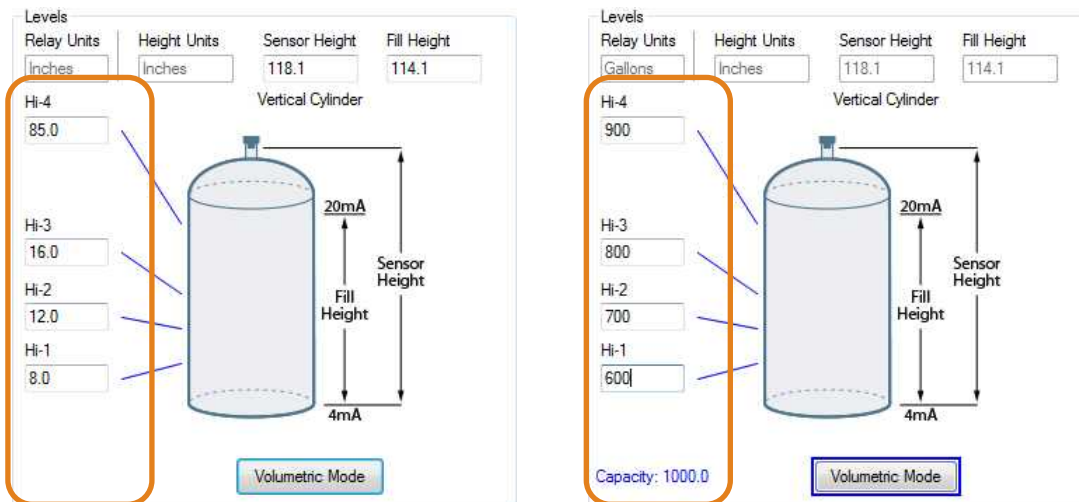 Levels
Relay Units Height Units Sensor Height Fill Height
Inches Inches 118.1 114.1
Hi-4 Vertical Cylinder
85.0
20mA
Hi-3
16.0
Sensor Height
Hi-2
Fill Height
12.0
Hi-1
8.0
4mA
Volumetric Mode
Levels
Relay Units Height Units Sensor Height Fill Height
Gallons Inches 118.1 114.1
Hi-4 Vertical Cylinder
900
20mA
Hi-3
800
Sensor Height
Hi-2
Fill Height
700
Hi-1
600
4mA
Capacity: 1000.0 Volumetric Mode